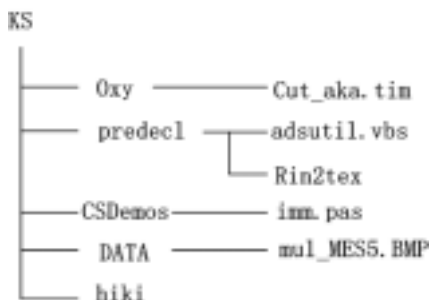 KS
Oxy Cut_aka.tim
predecl adsutil.vbs
Rin2tex
CSDemos imm.pas
DATA mul_MES5.BMP
hiki